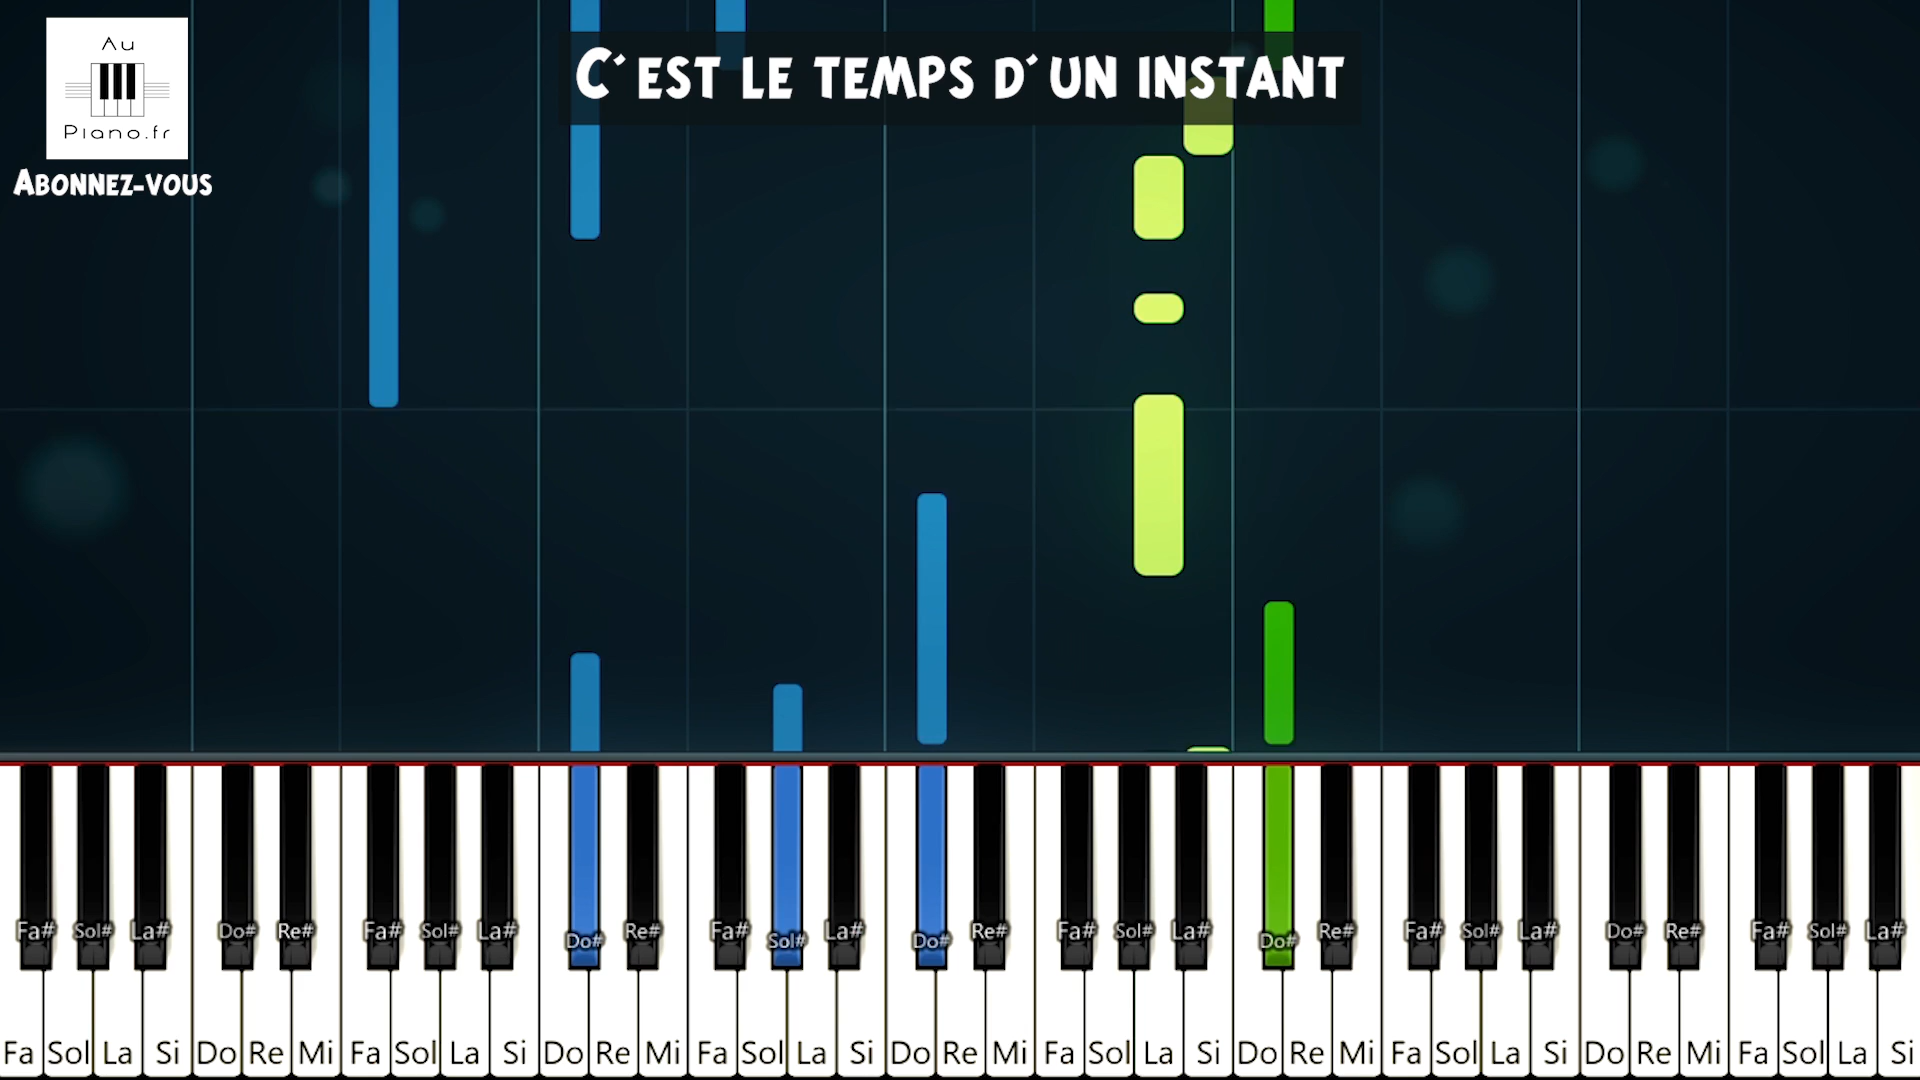 Au
Piano.fr
Abonnez-vous
C'est le temps d'un instant
Fa# Sol# La# Do# Re# Fa# Sol# La# Do# Re# Fa# Sol# La# Do# Re# Fa# Sol# La# Do# Re# Fa# Sol# La# Do# Re# Fa# Sol# La#
Fa Sol La Si Do Re Mi Fa Sol La Si Do Re Mi Fa Sol La Si Do Re Mi Fa Sol La Si Do Re Mi Fa Sol La Si Do Re Mi Fa Sol La Si